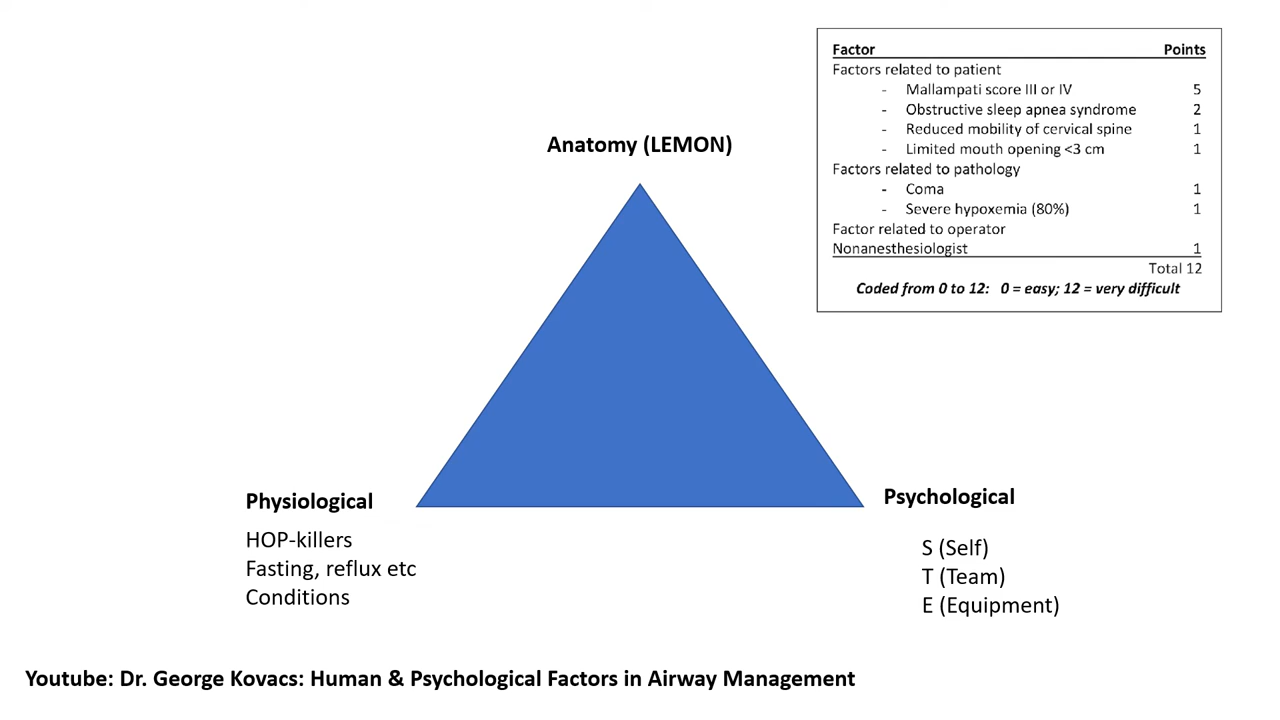 Factor Points
Factors related to patient
- Mallampati score III or IV 5
- Obstructive sleep apnea syndrome 2
- Reduced mobility of cervical spine 1
- Limited mouth opening <3 cm 1
Factors related to pathology
- Coma 1
- Severe hypoxemia (80%) 1
Factor related to operator
Nonanesthesiologist 1
Total 12
Coded from 0 to 12: 0 = easy; 12 = very difficult
Anatomy (LEMON)
Physiological
HOP-killers
Fasting, reflux etc
Conditions
Psychological
S (Self)
T (Team)
E (Equipment)
Youtube: Dr. George Kovacs: Human & Psychological Factors in Airway Management